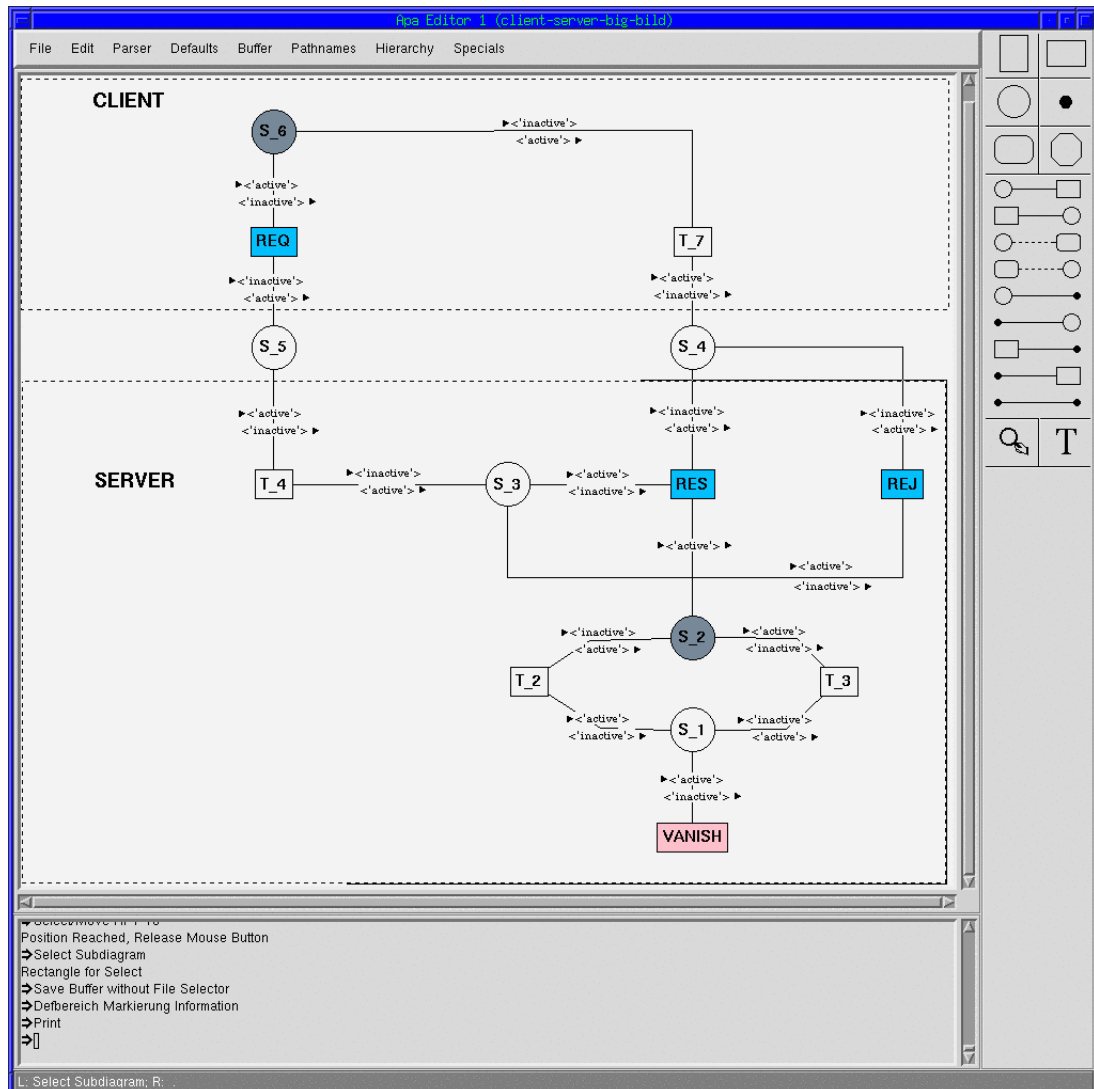 Apa Editor 1 (client-server-big-bild)
File Edit Parser Defaults Buffer Pathnames Hierarchy Specials
CLIENT
S_6
<'inactive'>
<'active'>
<'active'>
<'inactive'>
REQ
T_7
<'inactive'>
<'active'>
<'active'>
<'inactive'>
S_5
S_4
<'active'>
<'inactive'>
<'inactive'>
<'active'>
<'inactive'>
<'active'>
SERVER
T_4
<'inactive'>
<'active'>
S_3
<'active'>
<'inactive'>
RES
REJ
<'active'>
<'active'>
<'inactive'>
<'inactive'>
<'active'>
S_2
<'active'>
<'inactive'>
T_2
T_3
<'active'>
<'inactive'>
S_1
<'inactive'>
<'active'>
<'active'>
<'inactive'>
VANISH
T
Position Reached, Release Mouse Button
Select Subdiagram
Rectangle for Select
Save Buffer without File Selector
Defbereich Markierung Information
Print
L: Select Subdiagram; R: .